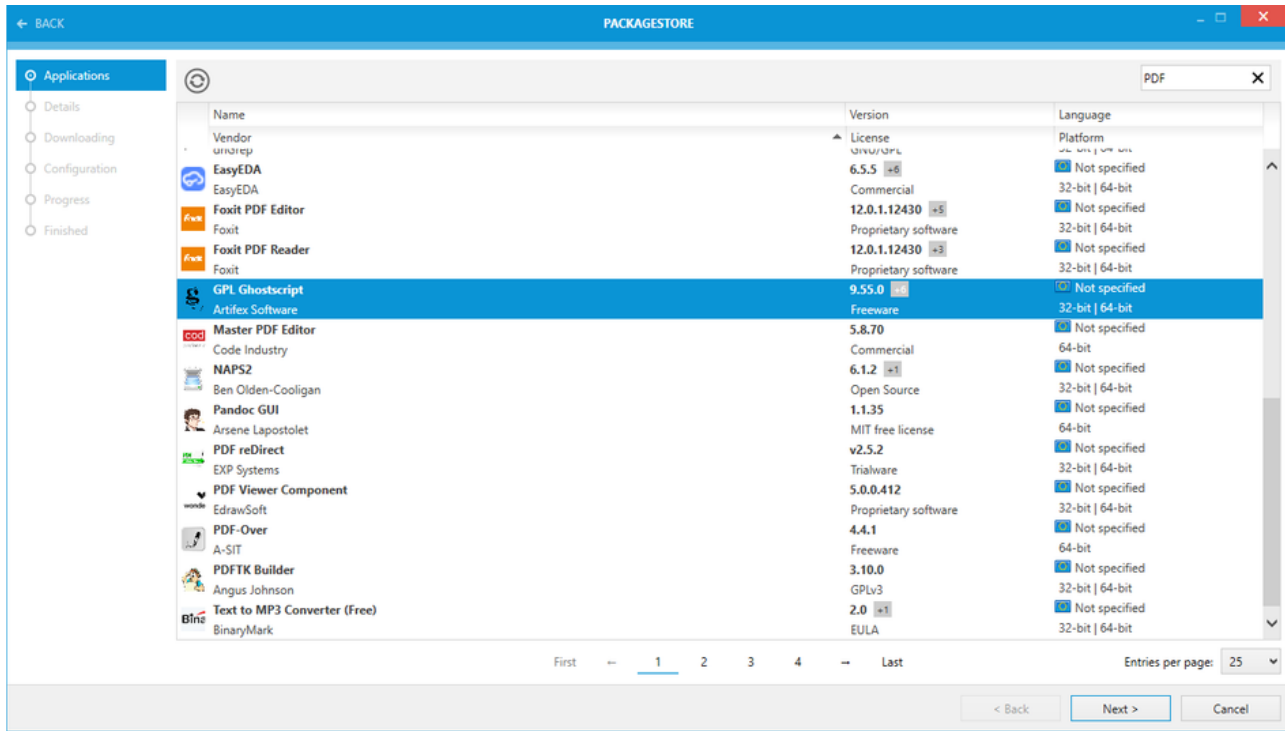 ← BACK
PACKAGESTORE
Applications
Details
Downloading
Configuration
Progress
Finished
PDF
Name Version Language
Vendor License Platform
EasyEDA 6.5.5 +6 Not specified
EasyEDA Commercial 32-bit | 64-bit
Foxit PDF Editor 12.0.1.12430 +5 Not specified
Foxit Proprietary software 32-bit | 64-bit
Foxit PDF Reader 12.0.1.12430 +3 Not specified
Foxit Proprietary software 32-bit | 64-bit
GPL Ghostscript 9.55.0 +6 Not specified
Artifex Software Freeware 32-bit | 64-bit
Master PDF Editor 5.8.70 Not specified
Code Industry Commercial 64-bit
NAPS2 6.1.2 +1 Not specified
Ben Olden-Cooligan Open Source 32-bit | 64-bit
Pandoc GUI 1.1.35 Not specified
Arsene Lapostolet MIT free license 64-bit
PDF reDirect v2.5.2 Not specified
EXP Systems Trialware 32-bit | 64-bit
PDF Viewer Component 5.0.0.412 Not specified
EdrawSoft Proprietary software 32-bit | 64-bit
PDF-Over 4.4.1 Not specified
A-SIT Freeware 64-bit
PDFTK Builder 3.10.0 Not specified
Angus Johnson GPLv3 32-bit | 64-bit
Text to MP3 Converter (Free) 2.0 +1 Not specified
BinaryMark EULA 32-bit | 64-bit
First ← 1 2 3 4 → Last Entries per page: 25
< Back Next > Cancel